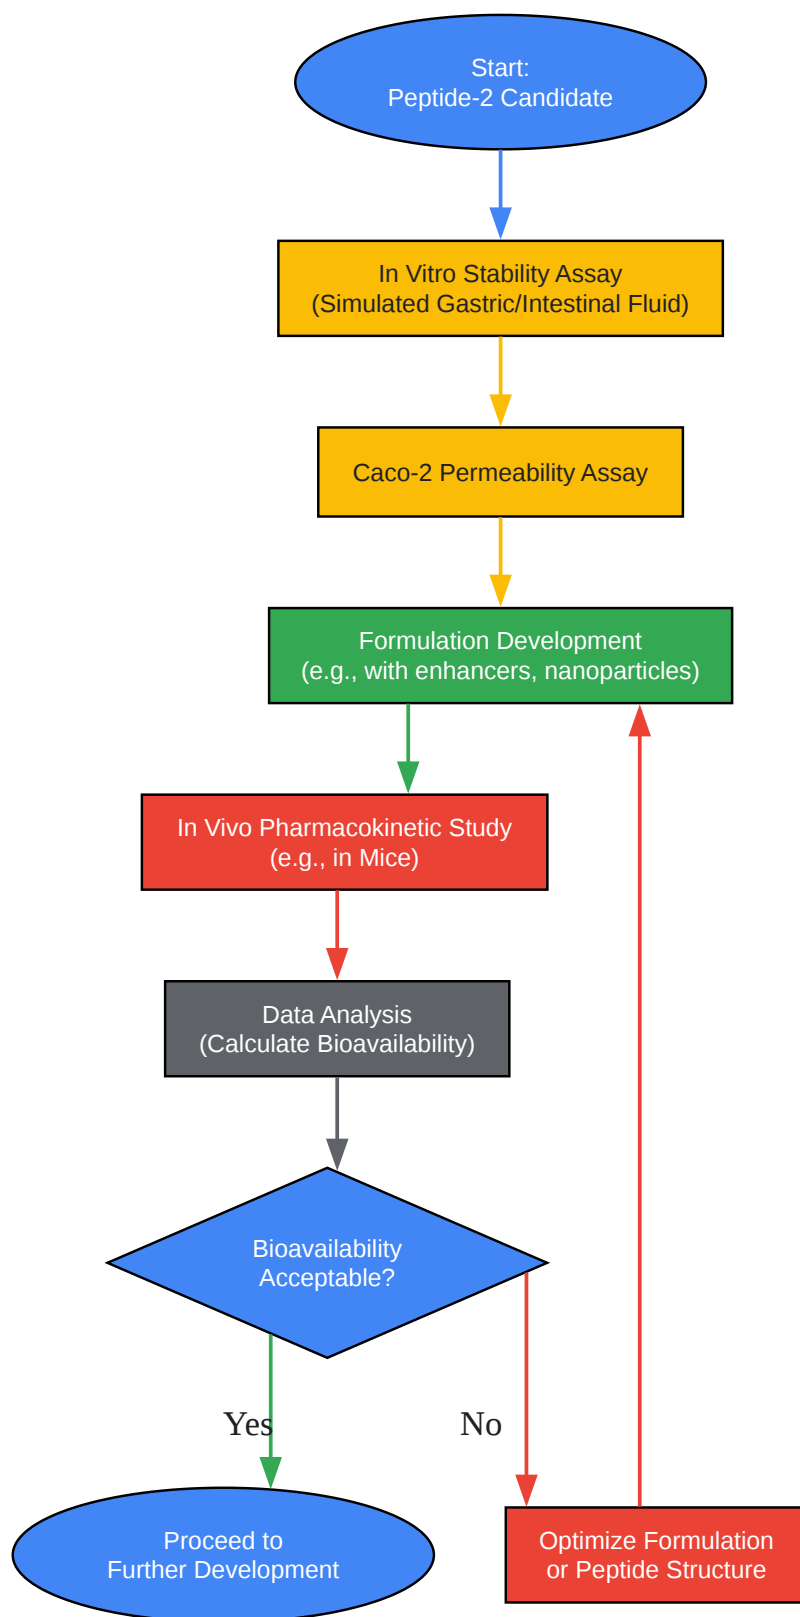 Start:
Peptide-2 Candidate
In Vitro Stability Assay
(Simulated Gastric/Intestinal Fluid)
Caco-2 Permeability Assay
Formulation Development
(e.g., with enhancers, nanoparticles)
In Vivo Pharmacokinetic Study
(e.g., in Mice)
Data Analysis
(Calculate Bioavailability)
Bioavailability
Acceptable?
Yes
No
Proceed to
Further Development
Optimize Formulation
or Peptide Structure